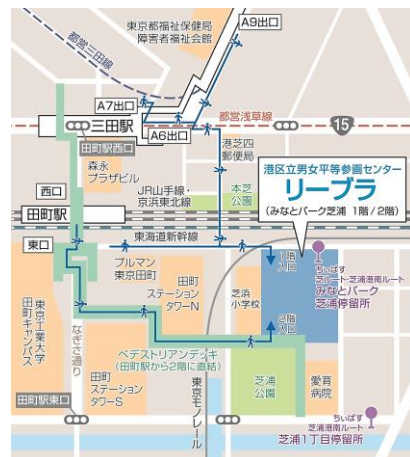 東京都福祉保健局
障害者福祉会館
A9出口
都営三田線
A7出口
三田駅
A6出口
都営浅草線
15
田町駅西口
森永
プラザビル
港芝四
郵便局
港区立男女平等参画センター
リーブラ
(みなとパーク芝浦 1階/2階)
西口
JR山手線・
京浜東北線
本芝
公園
田町駅
東海道新幹線
東口
プルマン
東京田町
田町
ステーション
タワーN
芝浜
小学校
1階
入口
2階
入口
ちぃばす
芝ルート・芝浦港南ルート
みなとパーク
芝浦停留所
東京工業大学
田町キャンパス
なぎさ通り
ペデストリアンデッキ
(田町駅から2階に直結)
田町
ステーション
タワーS
東京モノレール
芝浦
公園
愛育
病院
田町駅東口
ちぃばす
芝浦港南ルート
芝浦1丁目停留所